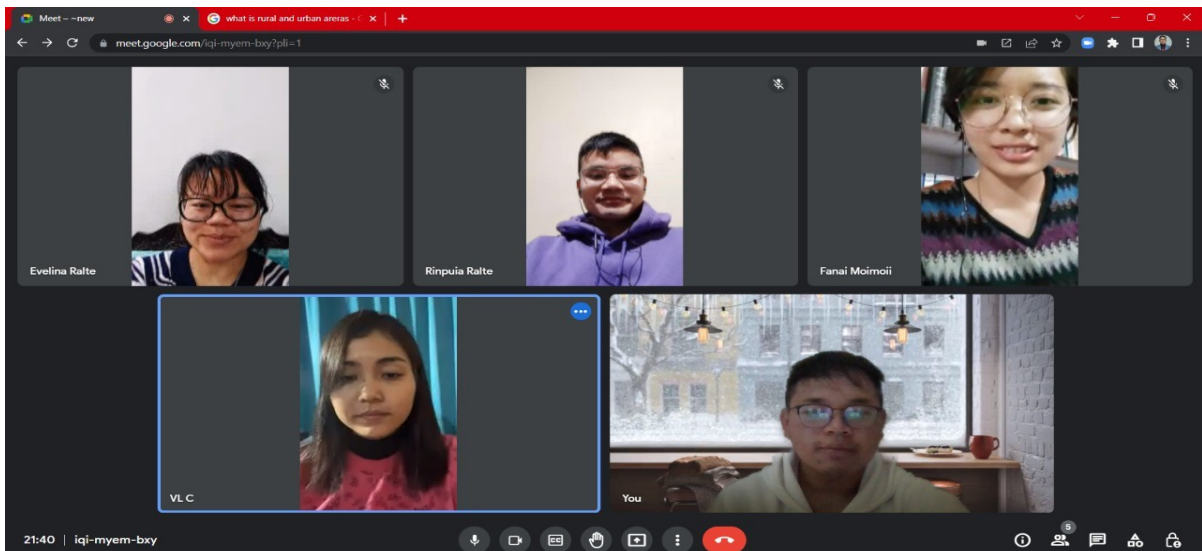 Meet – ~new
what is rural and urban areras - G
meet.google.com/iqi-myem-bxy?pli=1
Evelina Ralte
Rinpuia Ralte
Fanai Moimoii
VL C
You
21:40 | iqi-myem-bxy
CC
5